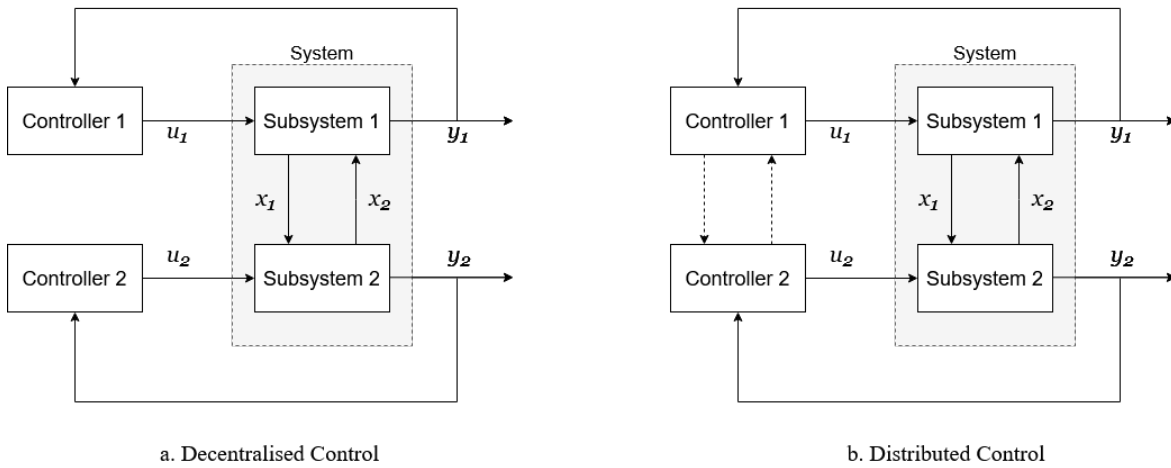 System
Controller 1
u1
Subsystem 1
y1
x1
x2
Controller 2
u2
Subsystem 2
y2
a. Decentralised Control
System
Controller 1
u1
Subsystem 1
y1
x1
x2
Controller 2
u2
Subsystem 2
y2
b. Distributed Control